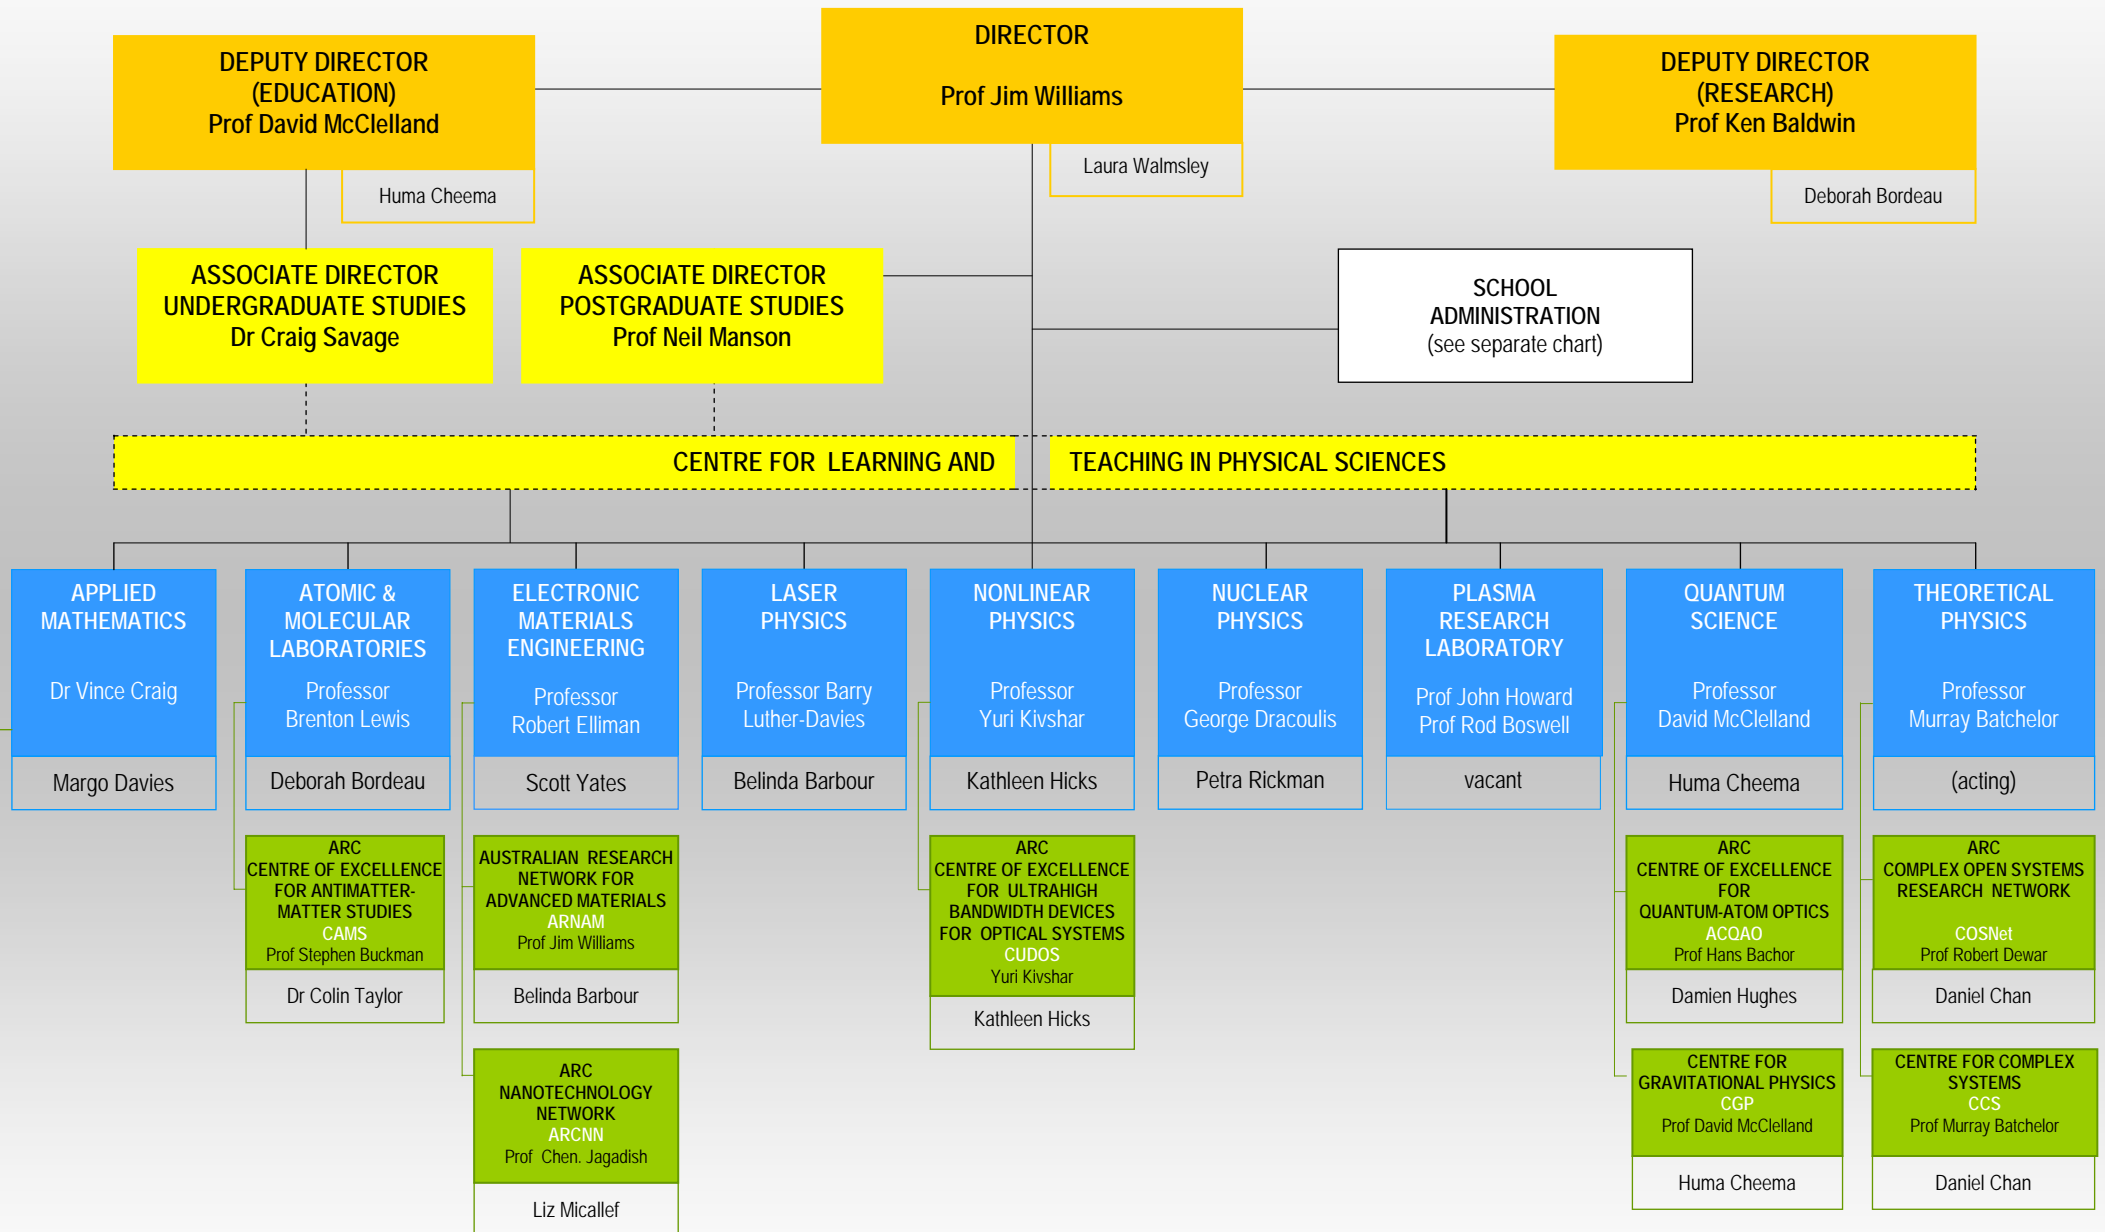 DIRECTOR
Prof Jim Williams
Laura Walmsley
DEPUTY DIRECTOR
(EDUCATION)
Prof David McClelland
Huma Cheema
DEPUTY DIRECTOR
(RESEARCH)
Prof Ken Baldwin
Deborah Bordeau
ASSOCIATE DIRECTOR
UNDERGRADUATE STUDIES
Dr Craig Savage
ASSOCIATE DIRECTOR
POSTGRADUATE STUDIES
Prof Neil Manson
SCHOOL
ADMINISTRATION
(see separate chart)
CENTRE FOR LEARNING AND TEACHING IN PHYSICAL SCIENCES
APPLIED
MATHEMATICS
Dr Vince Craig
Margo Davies
ATOMIC &
MOLECULAR
LABORATORIES
Professor
Brenton Lewis
Deborah Bordeau
ELECTRONIC
MATERIALS
ENGINEERING
Professor
Robert Elliman
Scott Yates
LASER
PHYSICS
Professor Barry
Luther-Davies
Belinda Barbour
NONLINEAR
PHYSICS
Professor
Yuri Kivshar
Kathleen Hicks
NUCLEAR
PHYSICS
Professor
George Dracoulis
Petra Rickman
PLASMA
RESEARCH
LABORATORY
Prof John Howard
Prof Rod Boswell
vacant
QUANTUM
SCIENCE
Professor
David McClelland
Huma Cheema
THEORETICAL
PHYSICS
Professor
Murray Batchelor
(acting)
ARC
CENTRE OF EXCELLENCE
FOR ANTIMATTER-
MATTER STUDIES
CAMS
Prof Stephen Buckman
Dr Colin Taylor
AUSTRALIAN RESEARCH
NETWORK FOR
ADVANCED MATERIALS
ARNAM
Prof Jim Williams
Belinda Barbour
ARC
CENTRE OF EXCELLENCE
FOR ULTRAHIGH
BANDWIDTH DEVICES
FOR OPTICAL SYSTEMS
CUDOS
Yuri Kivshar
Kathleen Hicks
ARC
CENTRE OF EXCELLENCE
FOR
QUANTUM-ATOM OPTICS
ACQAO
Prof Hans Bachor
Damien Hughes
ARC
COMPLEX OPEN SYSTEMS
RESEARCH NETWORK
COSNet
Prof Robert Dewar
Daniel Chan
ARC
NANOTECHNOLOGY
NETWORK
ARCNN
Prof Chen. Jagadish
Liz Micallef
CENTRE FOR
GRAVITATIONAL PHYSICS
CGP
Prof David McClelland
Huma Cheema
CENTRE FOR COMPLEX
SYSTEMS
CCS
Prof Murray Batchelor
Daniel Chan